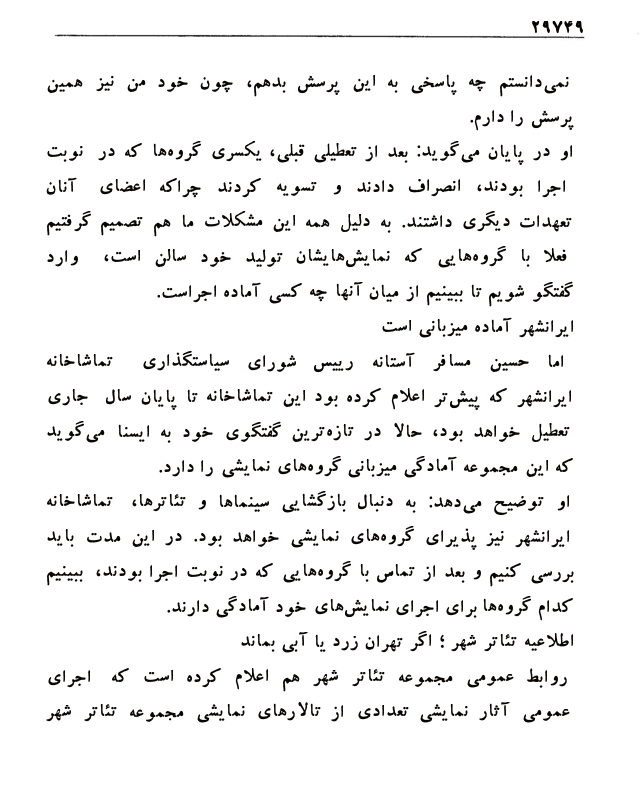 ۲۹۷۴۹
نمی‌دانستم چه پاسخی به این پرسش بدهم، چون خود من نیز همین
پرسش را دارم.
او در پایان می‌گوید: بعد از تعطیلی قبلی، یکسری گروه‌ها که در نوبت
اجرا بودند، انصراف دادند و تسویه کردند چراکه اعضای آنان
تعهدات دیگری داشتند. به دلیل همه این مشکلات ما هم تصمیم گرفتیم
فعلا با گروه‌هایی که نمایش‌هایشان تولید خود سالن است، وارد
گفتگو شویم تا ببینیم از میان آنها چه کسی آماده اجراست.
ایرانشهر آماده میزبانی است
اما حسین مسافر آستانه رییس شورای سیاستگذاری تماشاخانه
ایرانشهر که پیش‌تر اعلام کرده بود این تماشاخانه تا پایان سال جاری
تعطیل خواهد بود، حالا در تازه‌ترین گفتگوی خود به ایسنا می‌گوید
که این مجموعه آمادگی میزبانی گروه‌های نمایشی را دارد.
او توضیح می‌دهد: به دنبال بازگشایی سینماها و تئاترها، تماشاخانه
ایرانشهر نیز پذیرای گروه‌های نمایشی خواهد بود. در این مدت باید
بررسی کنیم و بعد از تماس با گروه‌هایی که در نوبت اجرا بودند، ببینیم
کدام گروه‌ها برای اجرای نمایش‌های خود آمادگی دارند.
اطلاعیه تئاتر شهر ؛ اگر تهران زرد یا آبی بماند
روابط عمومی مجموعه تئاتر شهر هم اعلام کرده است که اجرای
عمومی آثار نمایشی تعدادی از تالارهای نمایشی مجموعه تئاتر شهر